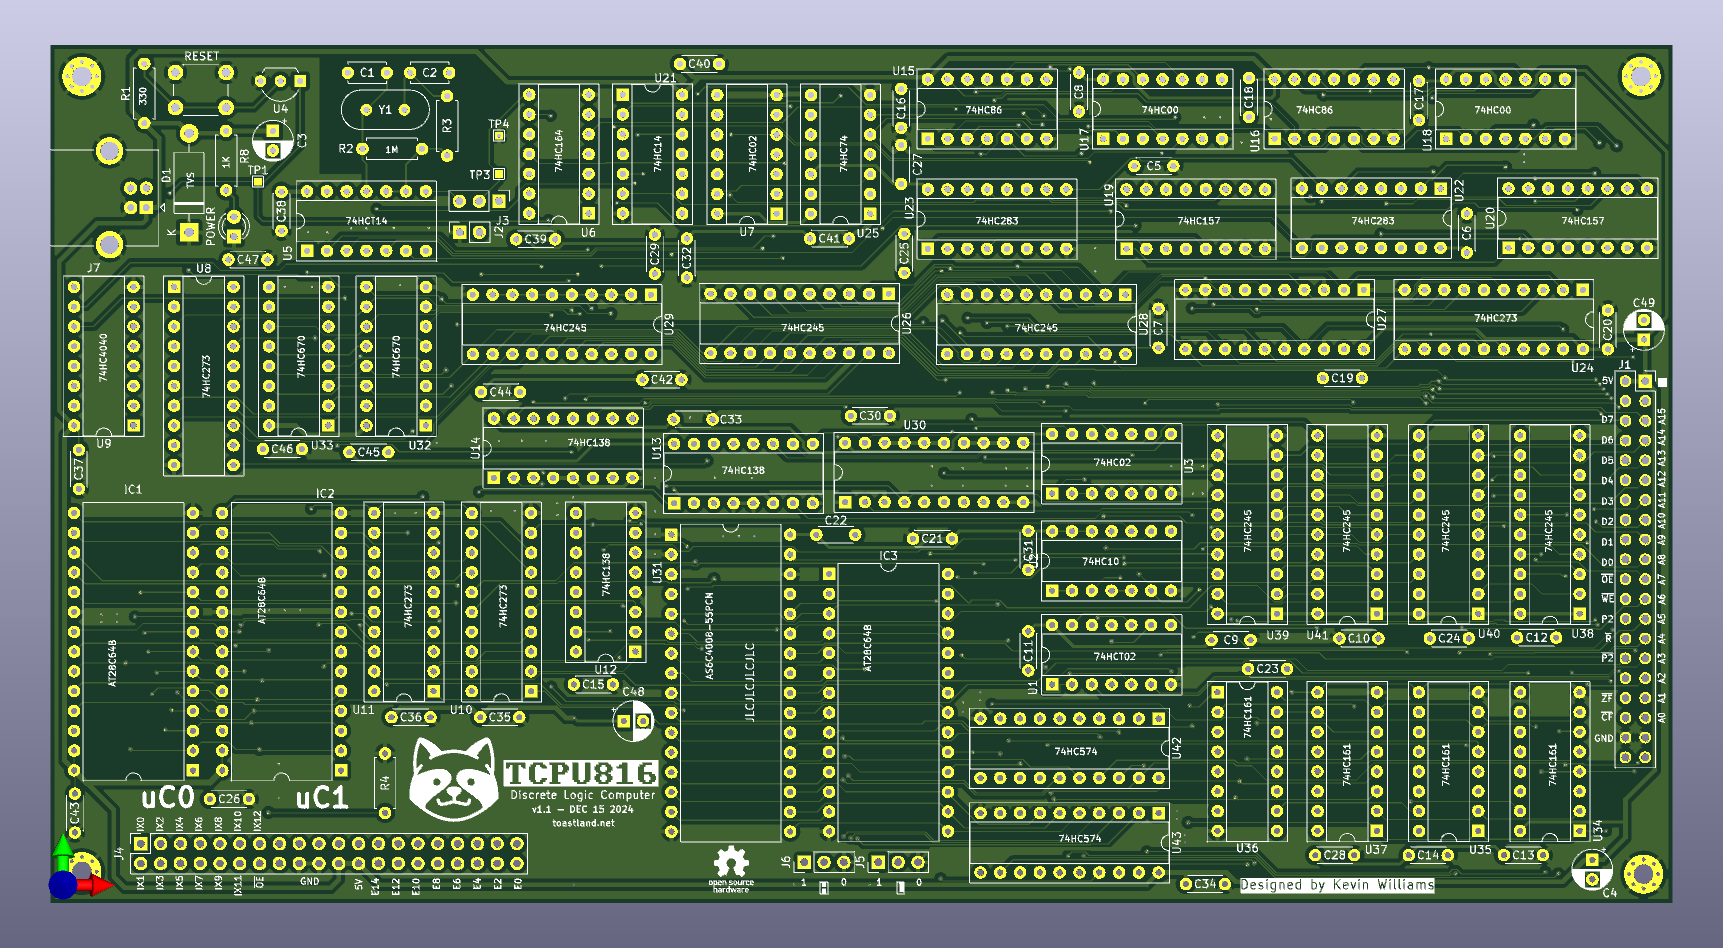 RESET
R1
330
U4
C3
R8
1K
TP1
D1
TVS
K
POWER
C38
C47
C1
C2
Y1
R2
1M
R3
TP4
TP3
J3
J2
U5
74HCT14
C39
74HC164
U6
U21
74HC14
C40
74HC02
U7
74HC74
U25
C41
C29
C32
U15
C16
74HC86
C27
C8
U17
74HC00
C18
U16
74HC86
C17
U18
74HC00
C5
U23
74HC283
C25
U19
74HC157
74HC283
U22
C6
U20
74HC157
J7
74HC4040
U9
U8
74HC273
74HC670
U33
74HC670
U32
C46
C45
C37
74HC245
U29
74HC245
U26
74HC245
U28
C7
U27
74HC273
U24
C20
C49
C42
C44
C33
C30
C19
U14
74HC138
U13
74HC138
U30
74HC02
U3
74HC10
U2
C31
74HCT02
U1
C11
C22
C21
IC1
AT28C64B
IC2
AT28C64B
74HC273
U11
74HC273
U10
74HC138
U12
C36
C35
C15
C48
U31
AS6C4008-55PCN
JLCJLCJLCJLC
IC3
AT28C64B
74HC574
U42
74HC574
U43
74HC245
U39
74HC245
U41
74HC245
U40
74HC245
U38
C9
C10
C24
C12
C23
74HC161
U36
74HC161
U37
74HC161
U35
74HC161
U34
C28
C14
C13
C34
C4
J1
5V
D7
D6
D5
D4
D3
D2
D1
D0
OE
WE
P2
R
P2
ZF
CF
GND
A15
A14
A13
A12
A11
A10
A9
A8
A7
A6
A5
A4
A3
A2
A1
A0
uC0
C26
uC1
R4
C43
TCPU816
Discrete Logic Computer
v1.1 — DEC 15 2024
toastland.net
J4
IX0 IX2 IX4 IX6 IX8 IX10 IX12
IX1 IX3 IX5 IX7 IX9 IX11 OE GND 5V E14 E12 E10 E8 E6 E4 E2 E0
open source
hardware
J6
1 H 0
J5
1 L 0
Designed by Kevin Williams